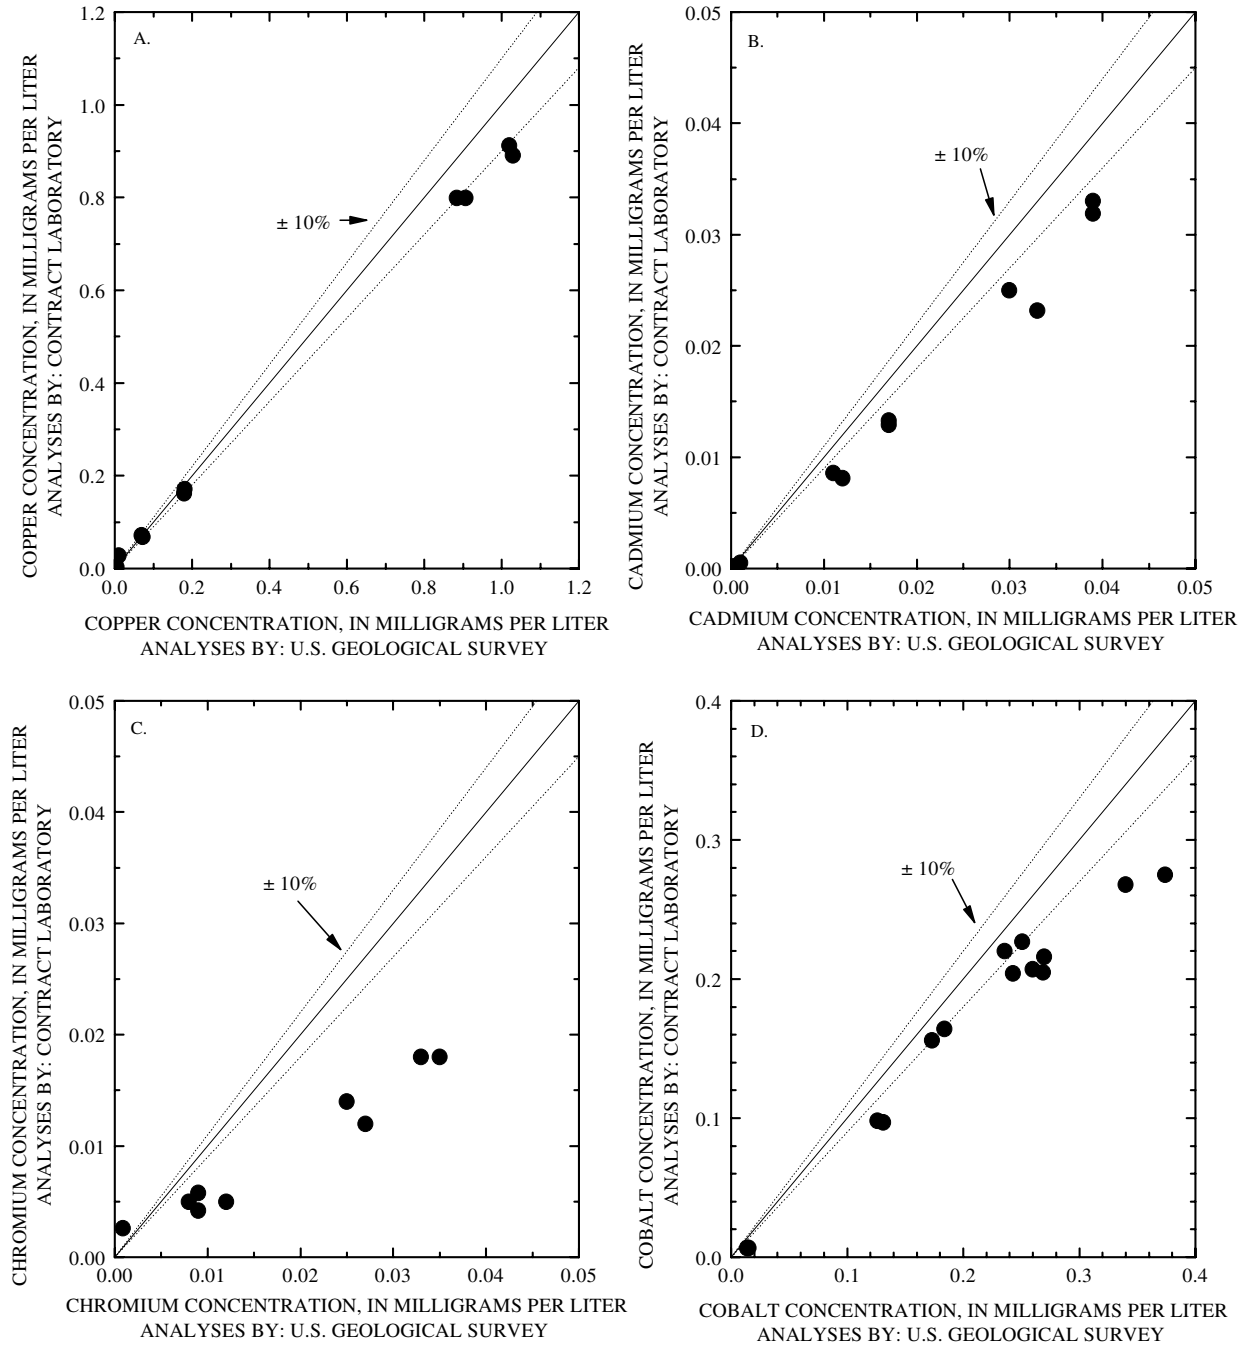 A.
1.2
1.0
0.8
0.6
0.4
0.2
0.0
± 10%
0.0 0.2 0.4 0.6 0.8 1.0 1.2
COPPER CONCENTRATION, IN MILLIGRAMS PER LITER
ANALYSES BY: CONTRACT LABORATORY
COPPER CONCENTRATION, IN MILLIGRAMS PER LITER
ANALYSES BY: U.S. GEOLOGICAL SURVEY
B.
0.05
0.04
0.03
0.02
0.01
0.00
± 10%
0.00 0.01 0.02 0.03 0.04 0.05
CADMIUM CONCENTRATION, IN MILLIGRAMS PER LITER
ANALYSES BY: CONTRACT LABORATORY
CADMIUM CONCENTRATION, IN MILLIGRAMS PER LITER
ANALYSES BY: U.S. GEOLOGICAL SURVEY
C.
0.05
0.04
0.03
0.02
0.01
0.00
± 10%
0.00 0.01 0.02 0.03 0.04 0.05
CHROMIUM CONCENTRATION, IN MILLIGRAMS PER LITER
ANALYSES BY: CONTRACT LABORATORY
CHROMIUM CONCENTRATION, IN MILLIGRAMS PER LITER
ANALYSES BY: U.S. GEOLOGICAL SURVEY
D.
0.4
0.3
0.2
0.1
0.0
± 10%
0.0 0.1 0.2 0.3 0.4
COBALT CONCENTRATION, IN MILLIGRAMS PER LITER
ANALYSES BY: CONTRACT LABORATORY
COBALT CONCENTRATION, IN MILLIGRAMS PER LITER
ANALYSES BY: U.S. GEOLOGICAL SURVEY